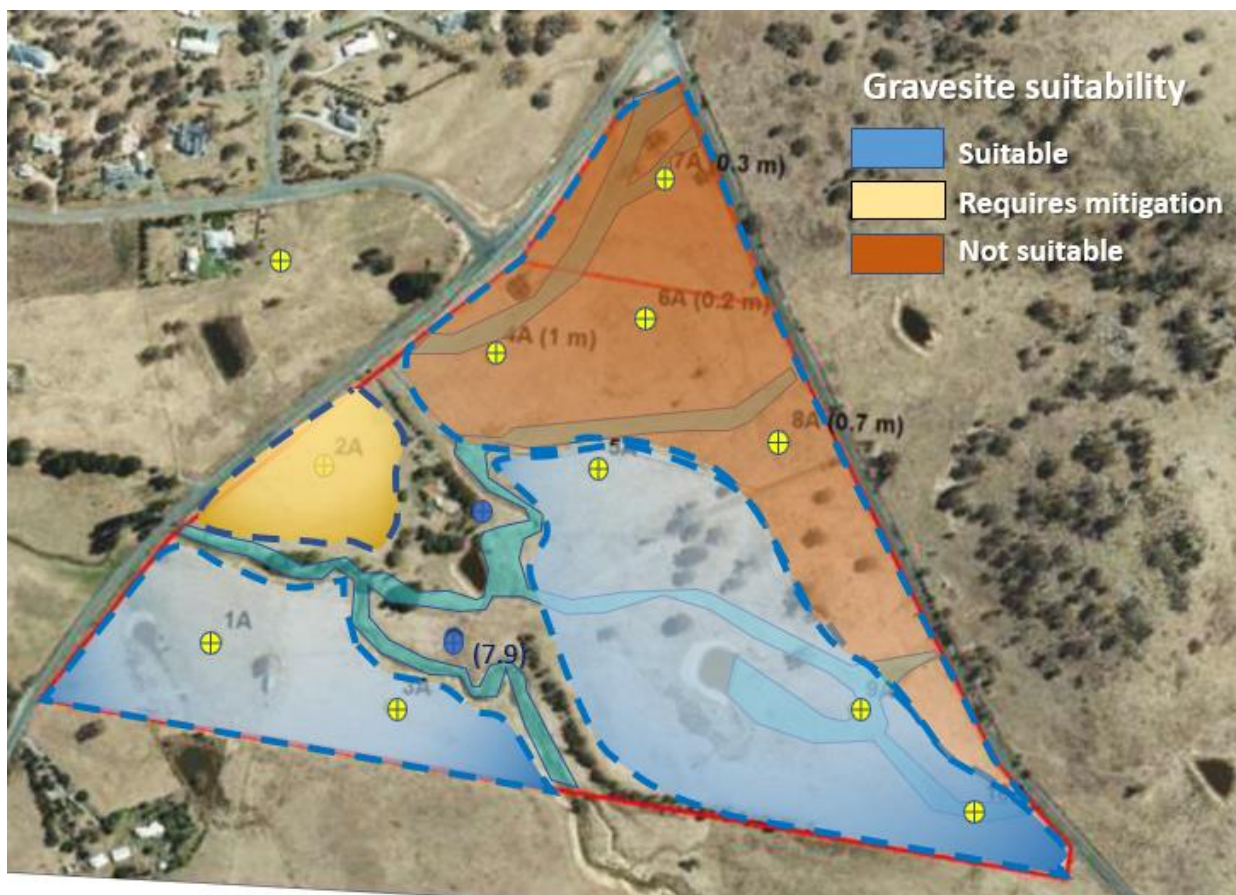 Gravesite suitability
Suitable
Requires mitigation
Not suitable
7A (0.3 m)
6A (0.2 m)
4A (1 m)
8A (0.7 m)
5A
2A
1A
(7.9)
3A
9A